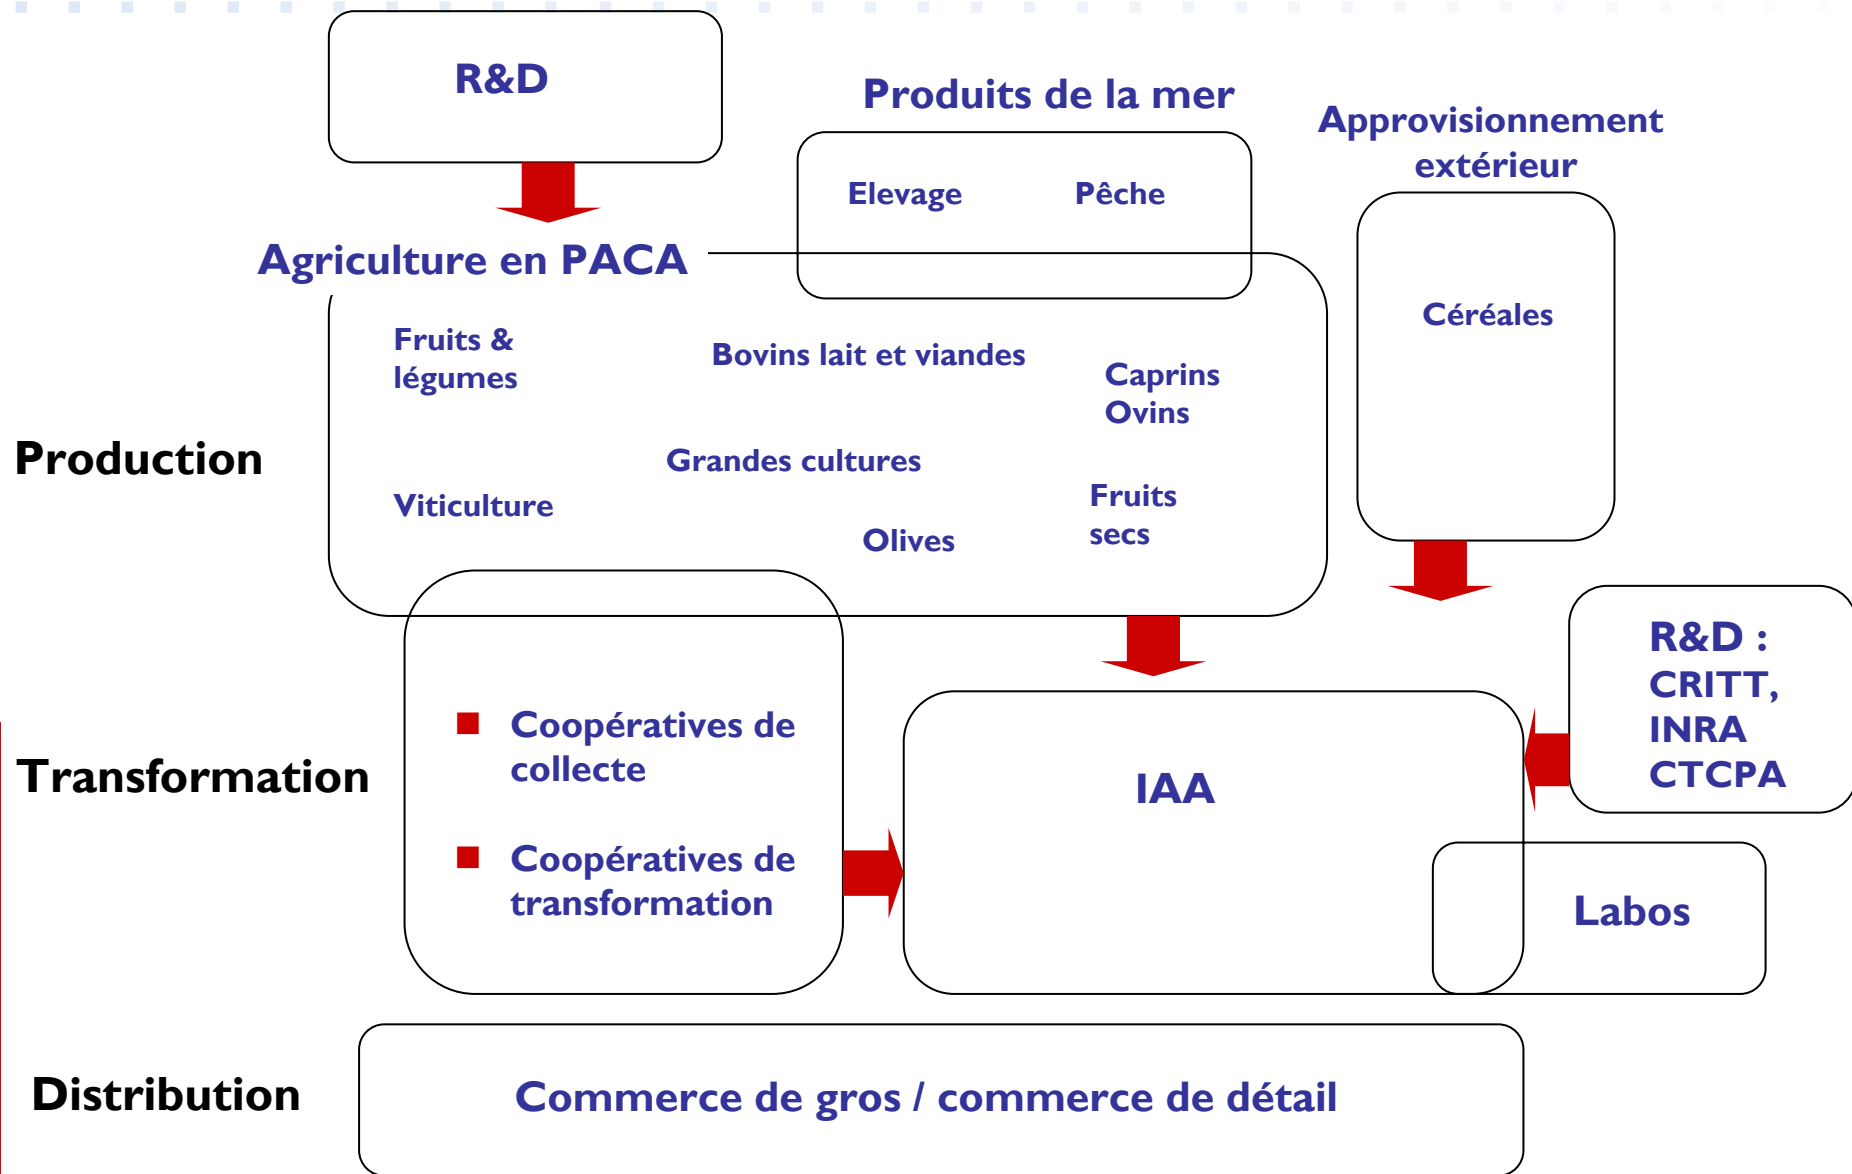 R&D
Produits de la mer
Approvisionnement
extérieur
Elevage
Pêche
Agriculture en PACA
Céréales
Fruits &
légumes
Bovins lait et viandes
Caprins
Ovins
Production
Grandes cultures
Viticulture
Fruits
secs
Olives
R&D :
CRITT,
INRA
CTCPA
Transformation
Coopératives de
collecte
Coopératives de
transformation
IAA
Labos
Distribution
Commerce de gros / commerce de détail